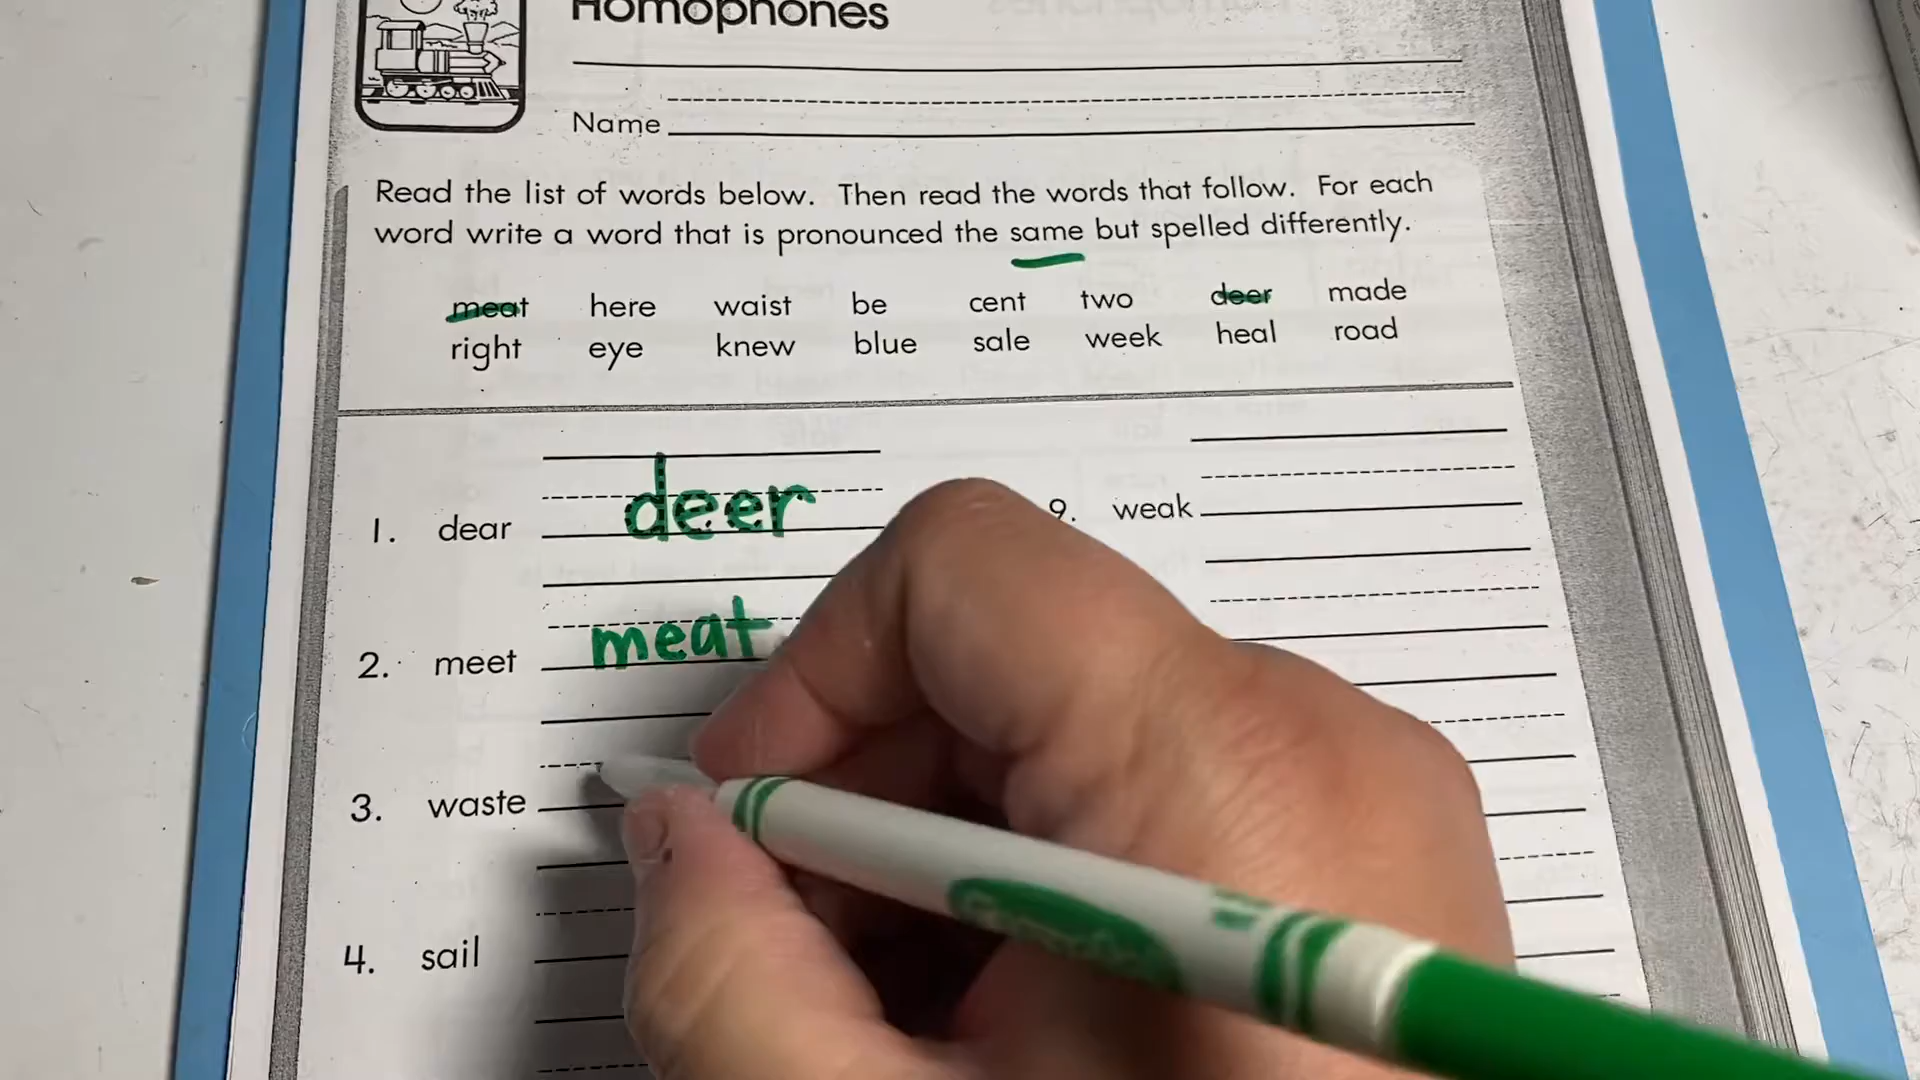 Homophones
Name
Read the list of words below. Then read the words that follow. For each
word write a word that is pronounced the same but spelled differently.
meat here waist be cent two deer made
right eye knew blue sale week heal road
1. dear deer
9. weak
2. meet meat
3. waste
4. sail